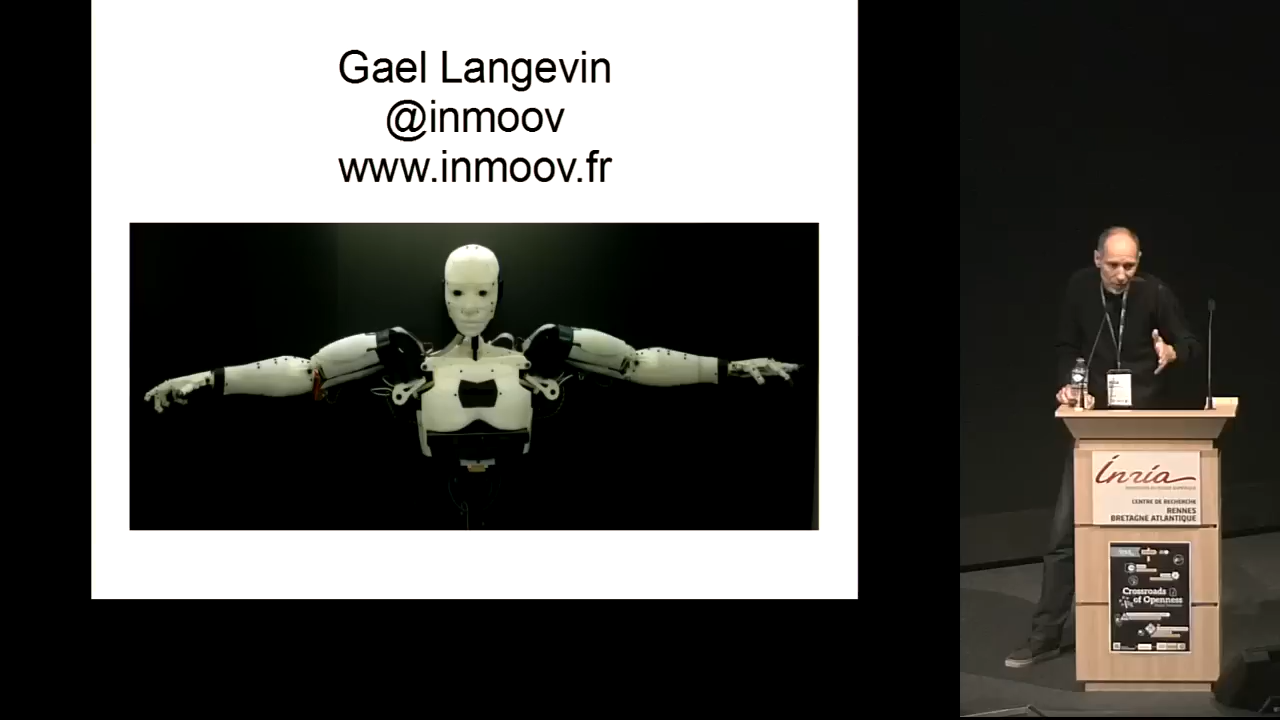 Gael Langevin
@inmoov
www.inmoov.fr
Inria
CENTRE DE RECHERCHE
RENNES
BRETAGNE ATLANTIQUE
Crossroads
of Openness